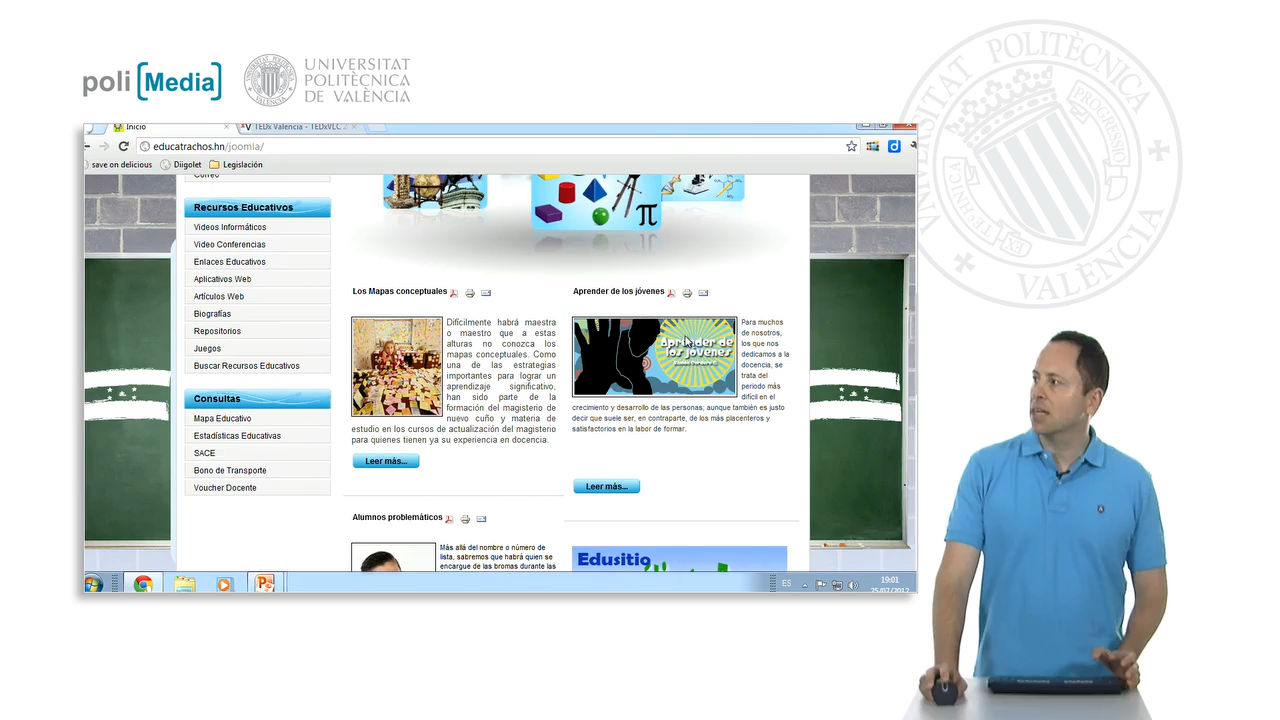 poli [Media]
UNIVERSITAT
POLITÈCNICA
DE VALÈNCIA
UNIVERSITAT POLITÈCNICA
DE VALÈNCIA
PROGRESSIO
Inicio
TEDx Valencia - TEDxVLC 2
educatrachos.hn/joomla/
save on delicious
Diigolet
Legislación
Correo
Recursos Educativos
Videos Informáticos
Video Conferencias
Enlaces Educativos
Aplicativos Web
Artículos Web
Biografías
Repositorios
Juegos
Buscar Recursos Educativos
Consultas
Mapa Educativo
Estadísticas Educativas
SACE
Bono de Transporte
Voucher Docente
π
Los Mapas conceptuales
Difícilmente habrá maestra
o maestro que a estas
alturas no conozca los
mapas conceptuales. Como
una de las estrategias
importantes para lograr un
aprendizaje significativo,
han sido parte de la
formación del magisterio de
nuevo cuño y materia de
estudio en los cursos de actualización del magisterio
para quienes tienen ya su experiencia en docencia.
Leer más...
Aprender de los jóvenes
Aprender de
los jóvenes
Para muchos
de nosotros,
los que nos
dedicamos a la
docencia, se
trata del
periodo más
difícil en el
crecimiento y desarrollo de las personas; aunque también es justo
decir que suele ser, en contraparte, de los más placenteros y
satisfactorios en la labor de formar.
Leer más...
Alumnos problemáticos
Más allá del nombre o número de
lista, sabremos que habrá quien se
encargue de las bromas durante las
Edusitio
ES
19:01
25/07/2012